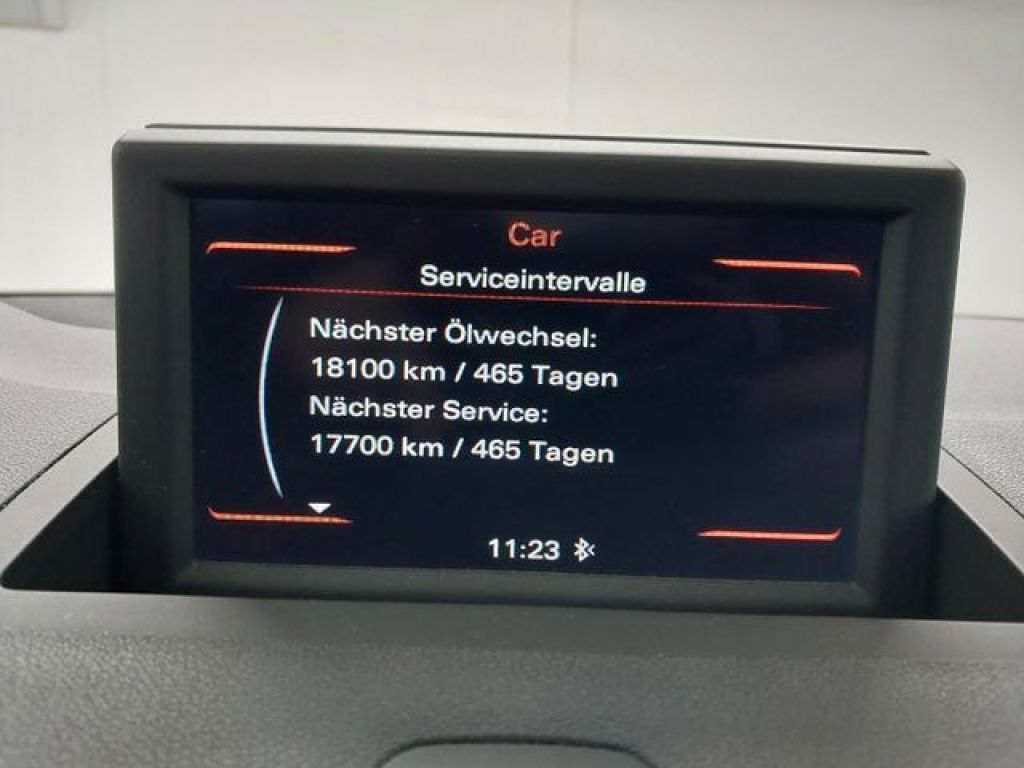 Car
Serviceintervalle
Nächster Ölwechsel:
18100 km / 465 Tagen
Nächster Service:
17700 km / 465 Tagen
11:23